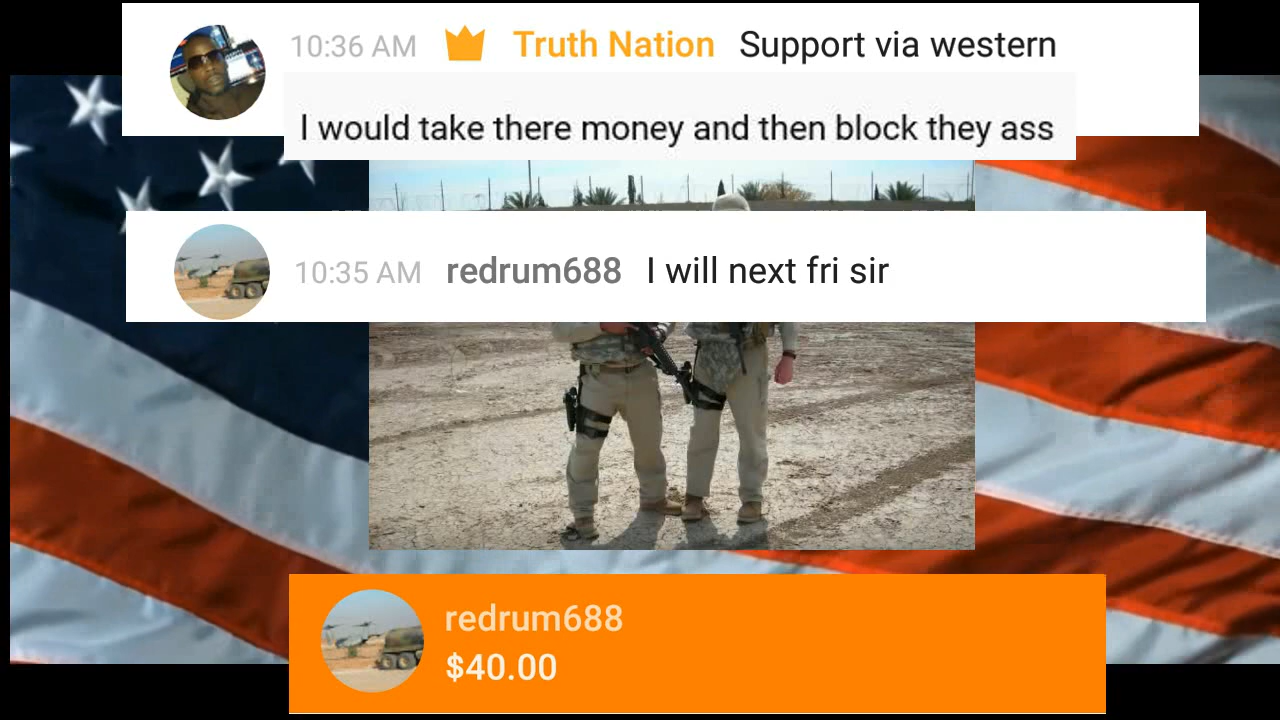 10:36 AM Truth Nation Support via western
I would take there money and then block they ass
10:35 AM redrum688 I will next fri sir
redrum688
$40.00